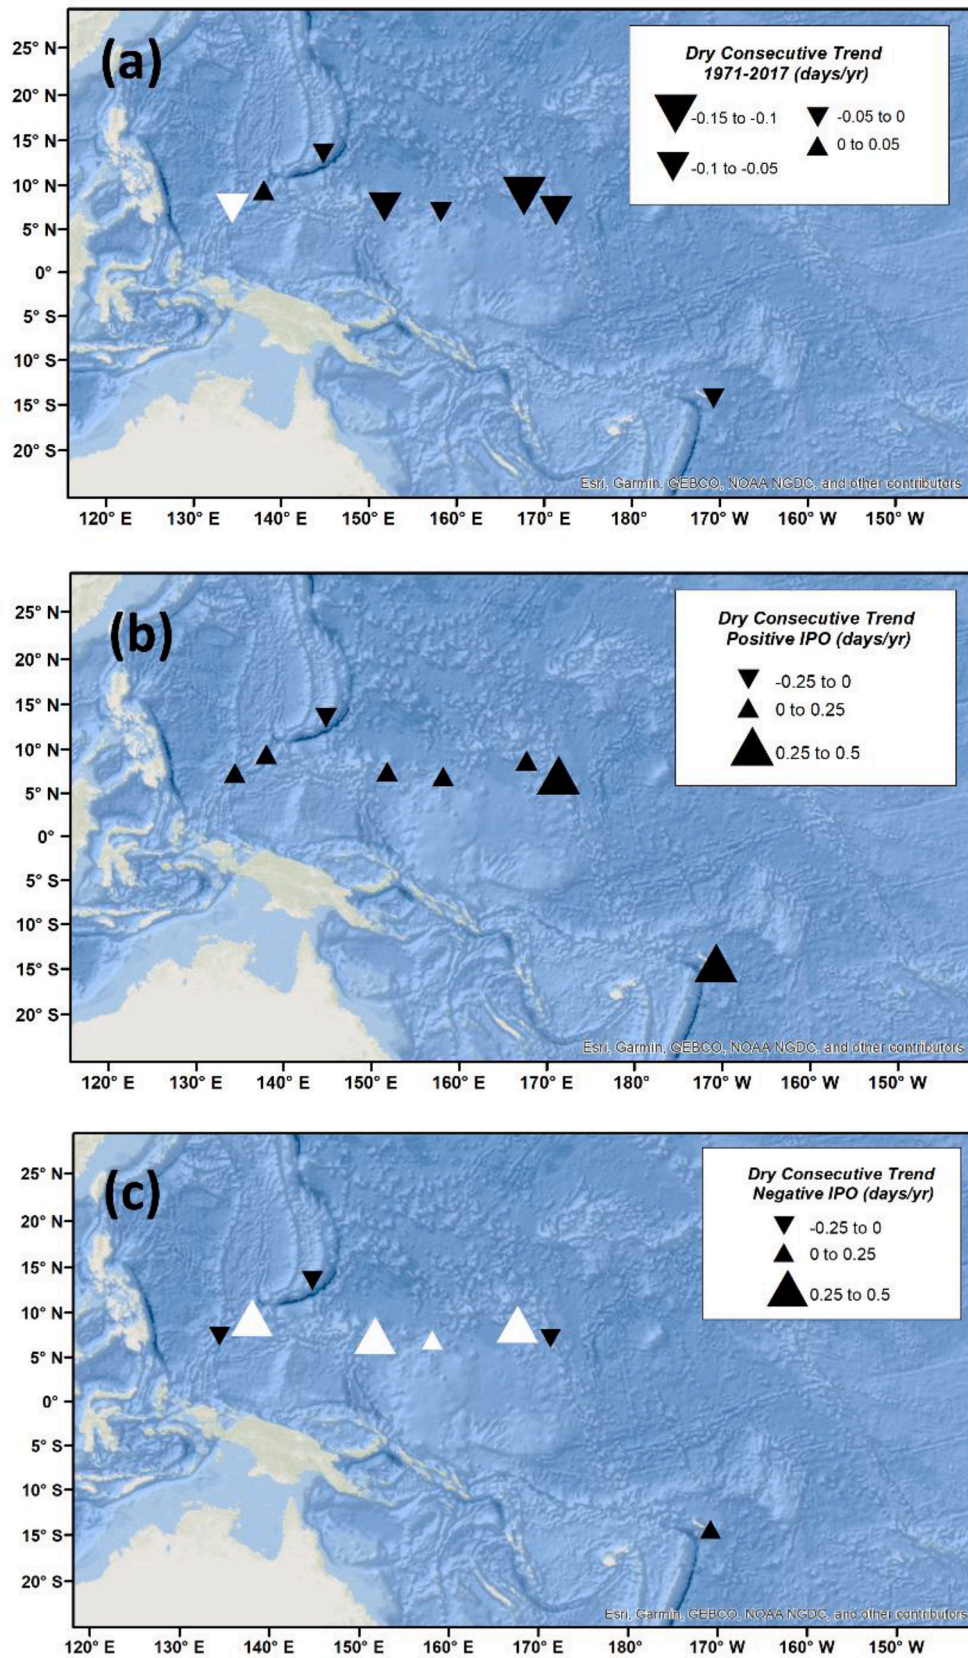 (a)
25° N
20° N
15° N
10° N
5° N
0°
5° S
10° S
15° S
20° S
Dry Consecutive Trend
1971-2017 (days/yr)
-0.15 to -0.1
-0.05 to 0
0 to 0.05
-0.1 to -0.05
Esri, Garmin, GEBCO, NOAA NGDC, and other contributors
120° E 130° E 140° E 150° E 160° E 170° E 180° 170° W 160° W 150° W
(b)
25° N
20° N
15° N
10° N
5° N
0°
5° S
10° S
15° S
20° S
Dry Consecutive Trend
Positive IPO (days/yr)
-0.25 to 0
0 to 0.25
0.25 to 0.5
Esri, Garmin, GEBCO, NOAA NGDC, and other contributors
120° E 130° E 140° E 150° E 160° E 170° E 180° 170° W 160° W 150° W
(c)
25° N
20° N
15° N
10° N
5° N
0°
5° S
10° S
15° S
20° S
Dry Consecutive Trend
Negative IPO (days/yr)
-0.25 to 0
0 to 0.25
0.25 to 0.5
Esri, Garmin, GEBCO, NOAA NGDC, and other contributors
120° E 130° E 140° E 150° E 160° E 170° E 180° 170° W 160° W 150° W